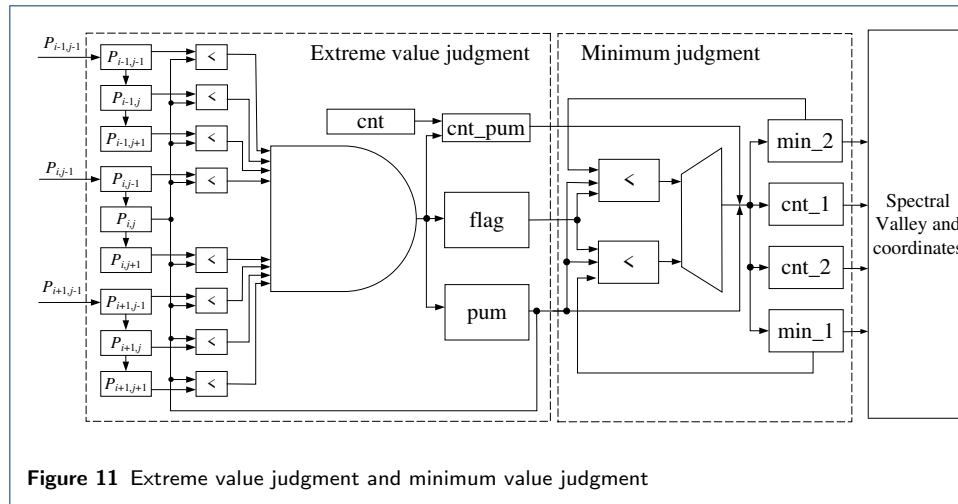 Extreme value judgment
Minimum judgment
P_{i-1,j-1}
P_{i-1,j-1}
<
P_{i-1,j}
<
P_{i-1,j+1}
<
cnt
cnt_pum
min_2
P_{i,j-1}
P_{i,j-1}
<
<
cnt_1
P_{i,j}
flag
Spectral
Valley and
coordinates
P_{i,j+1}
<
<
cnt_2
P_{i+1,j-1}
P_{i+1,j-1}
<
pum
min_1
P_{i+1,j}
<
P_{i+1,j+1}
<
Figure 11 Extreme value judgment and minimum value judgment